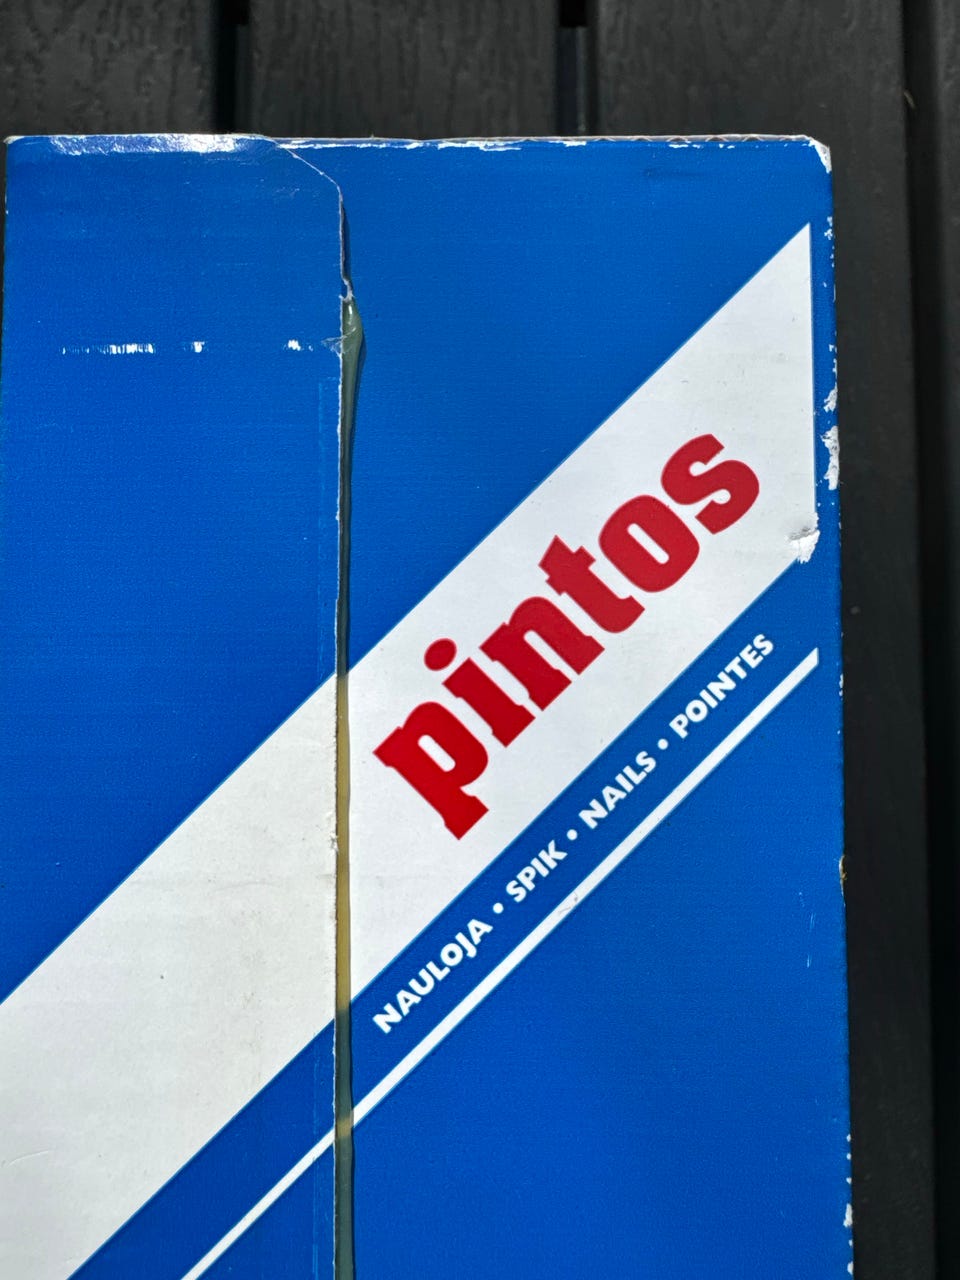 pintos
NAULOJA • SPIK • NAILS • POINTES